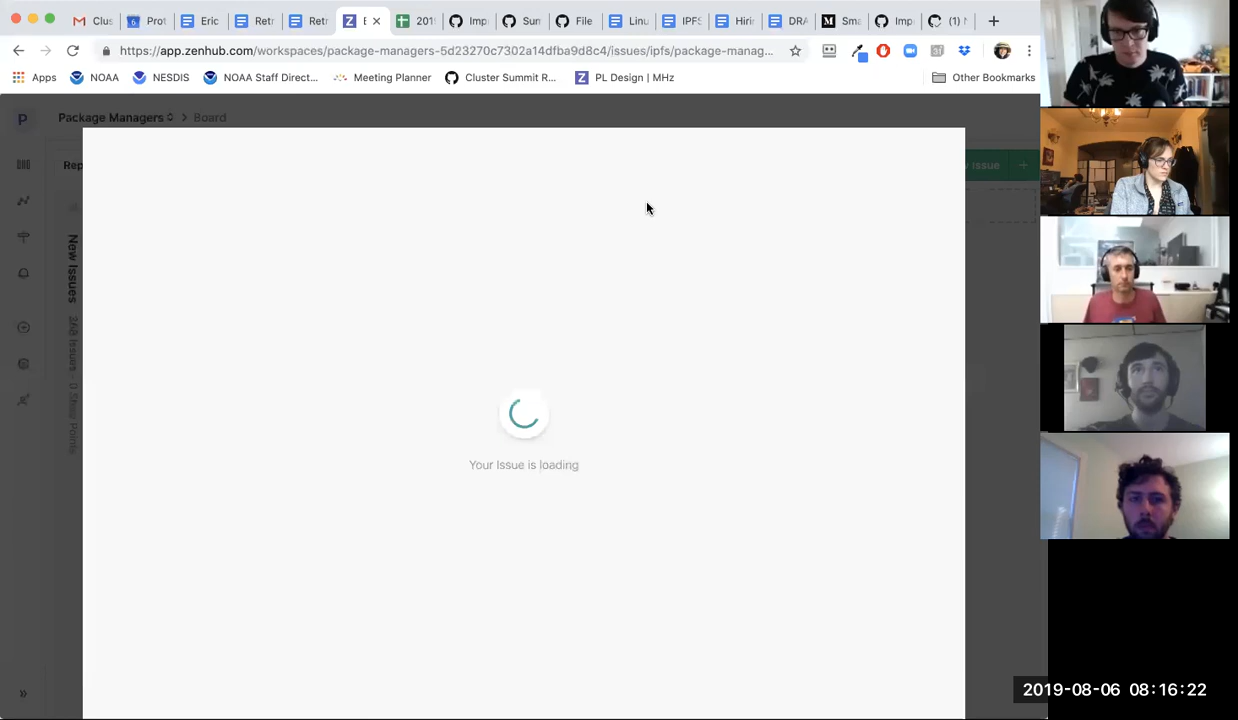 Clus
Prot
Eric
Retr
Retr
E
201
Imp
Sum
File
Linu
IPFS
Hirin
DRA
Sma
Imp
(1)
https://app.zenhub.com/workspaces/package-managers-5d23270c7302a14dfba9d8c4/issues/ipfs/package-manag...
Apps
NOAA
NESDIS
NOAA Staff Direct...
Meeting Planner
Cluster Summit R...
PL Design | MHz
Other Bookmarks
P
Package Managers
Board
Rep
Issue
New Issues
Your Issue is loading
2019-08-06 08:16:22